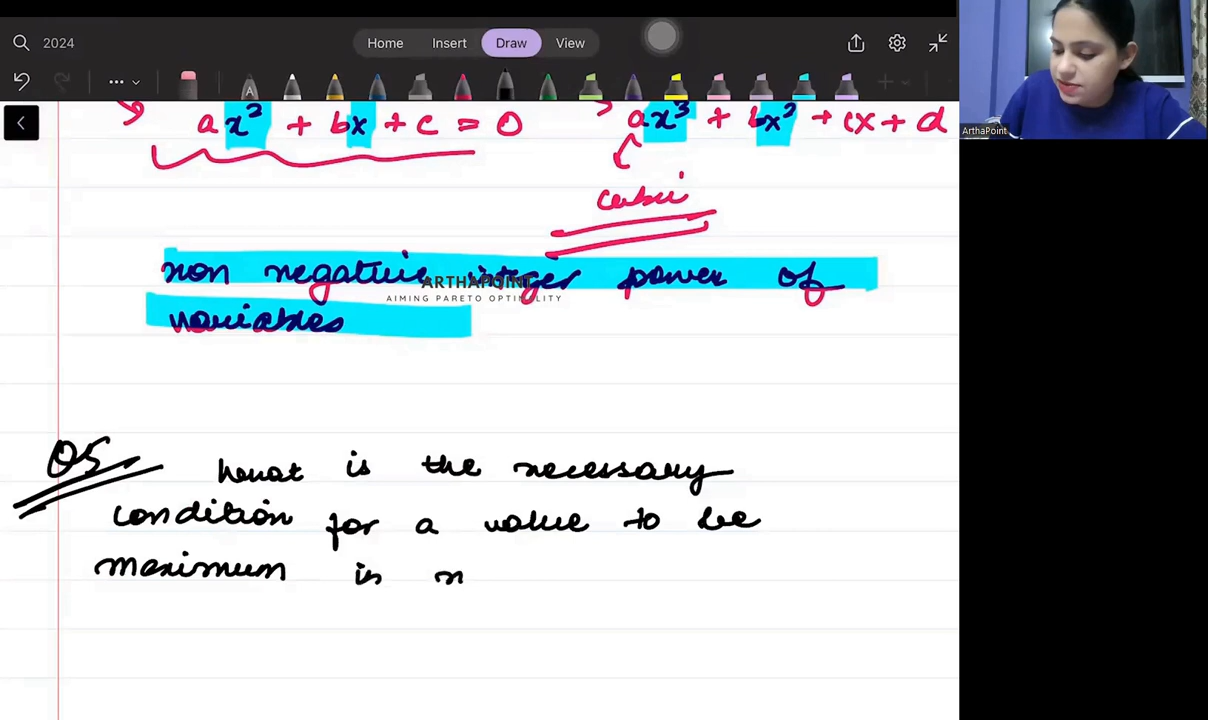 2024
Home Insert Draw View
A
ax² + bx + c = 0
ax³ + bx² + cx + d
cubic
non negative integer power of
variables
ARTHAPOINT
AIMING PARETO OPTIMALITY
Q5 what is the necessary
condition for a value to be
maximum is n
ArthaPoint